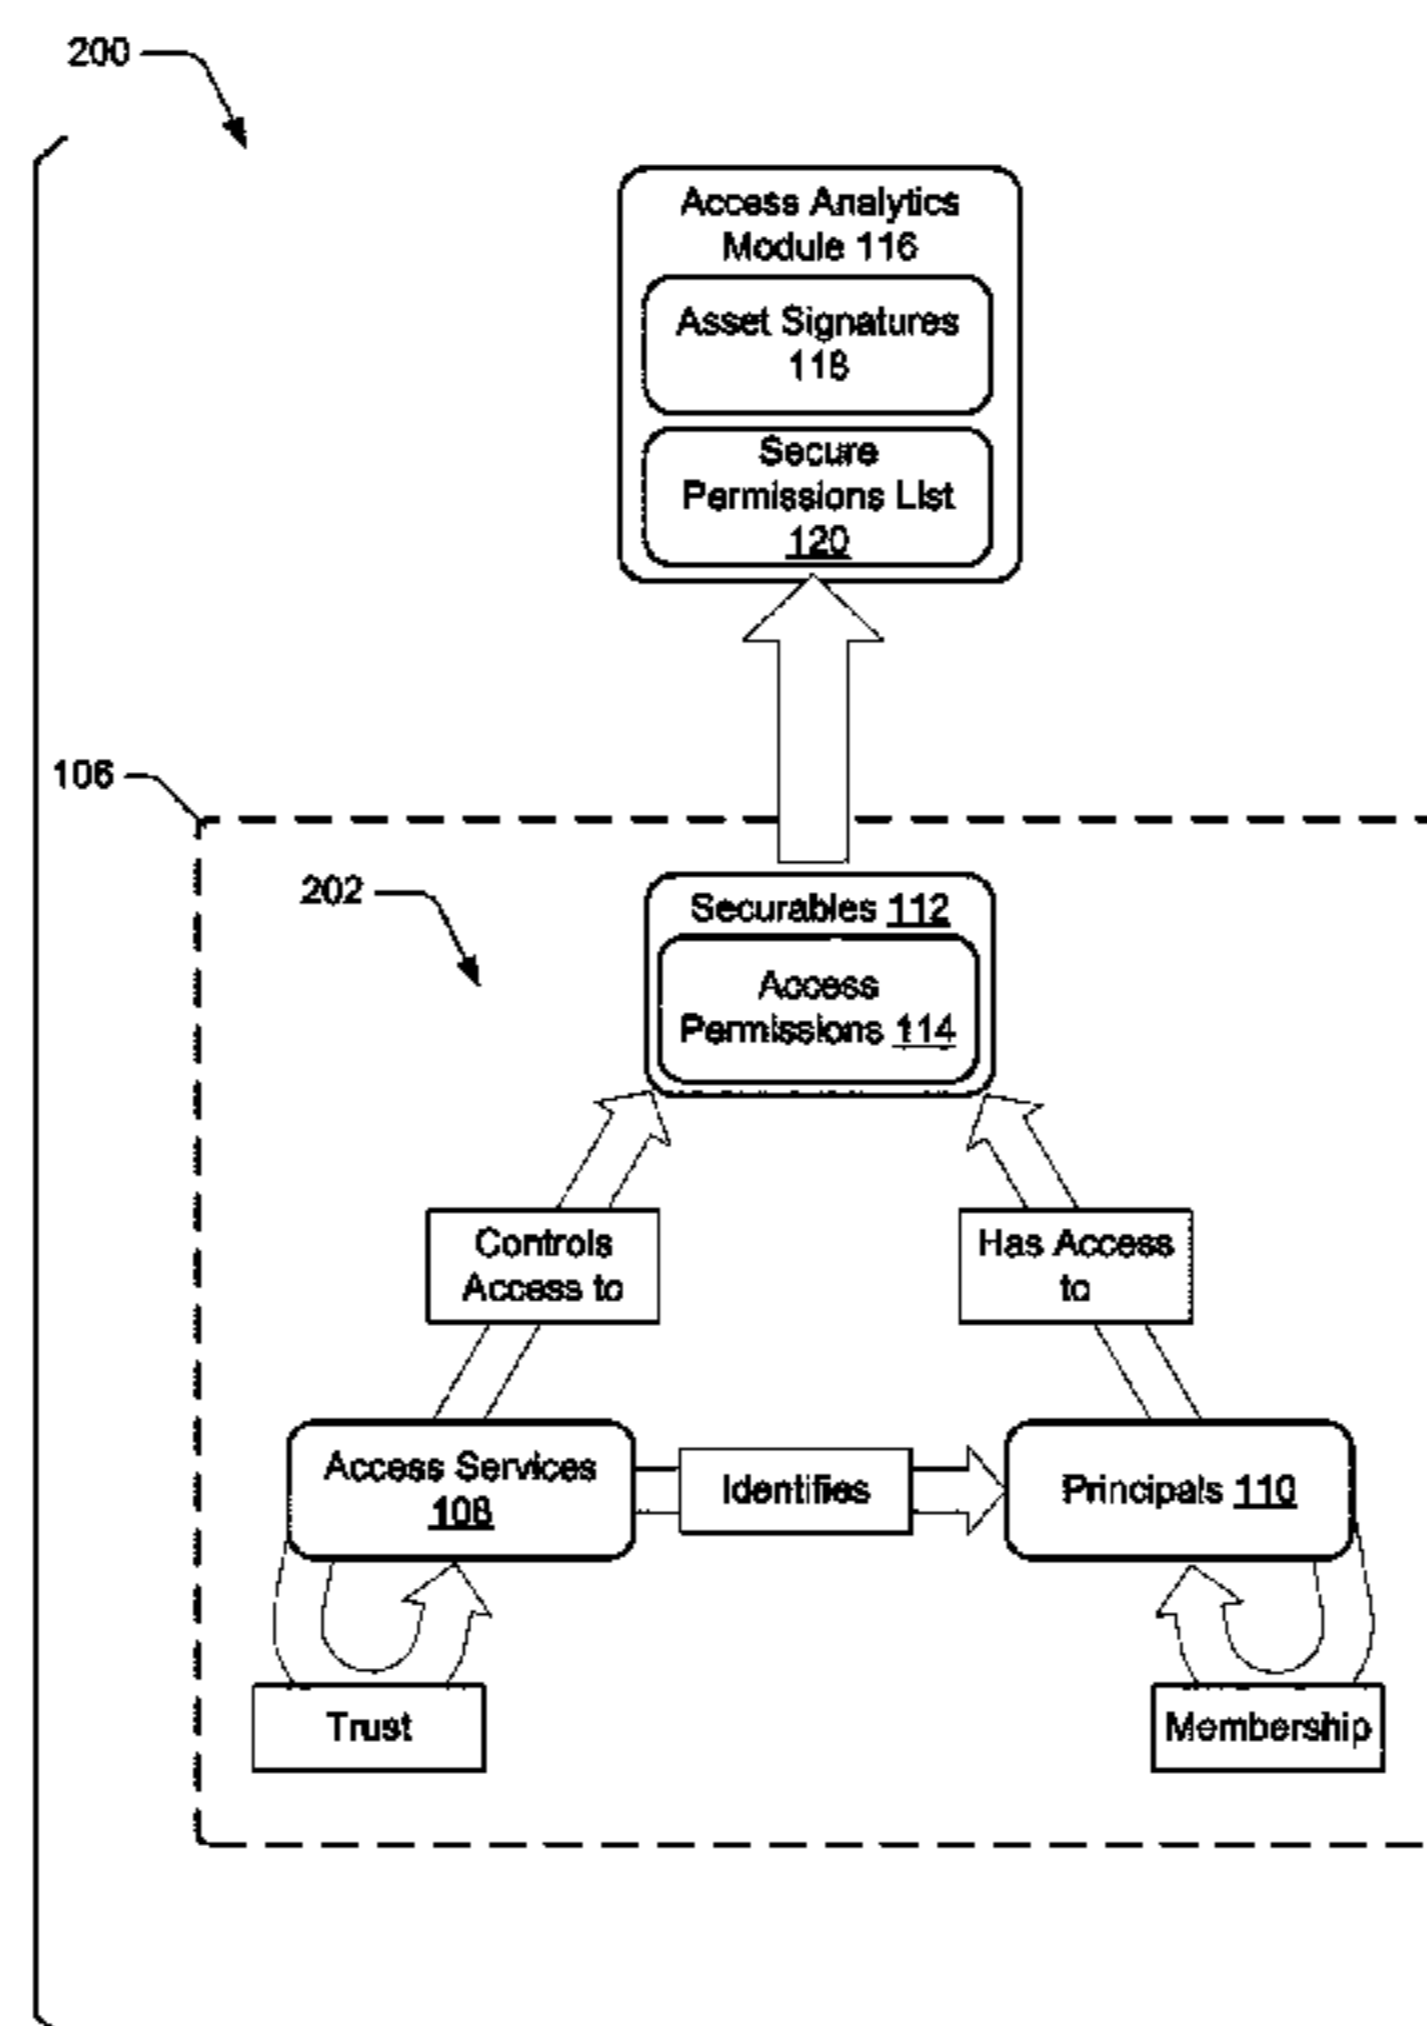 200
Access Analytics
Module 116
Asset Signatures
118
Secure
Permissions List
120
106
202
Securables 112
Access
Permissions 114
Controls
Access to
Has Access
to
Access Services
108
Identifies
Principals 110
Trust
Membership